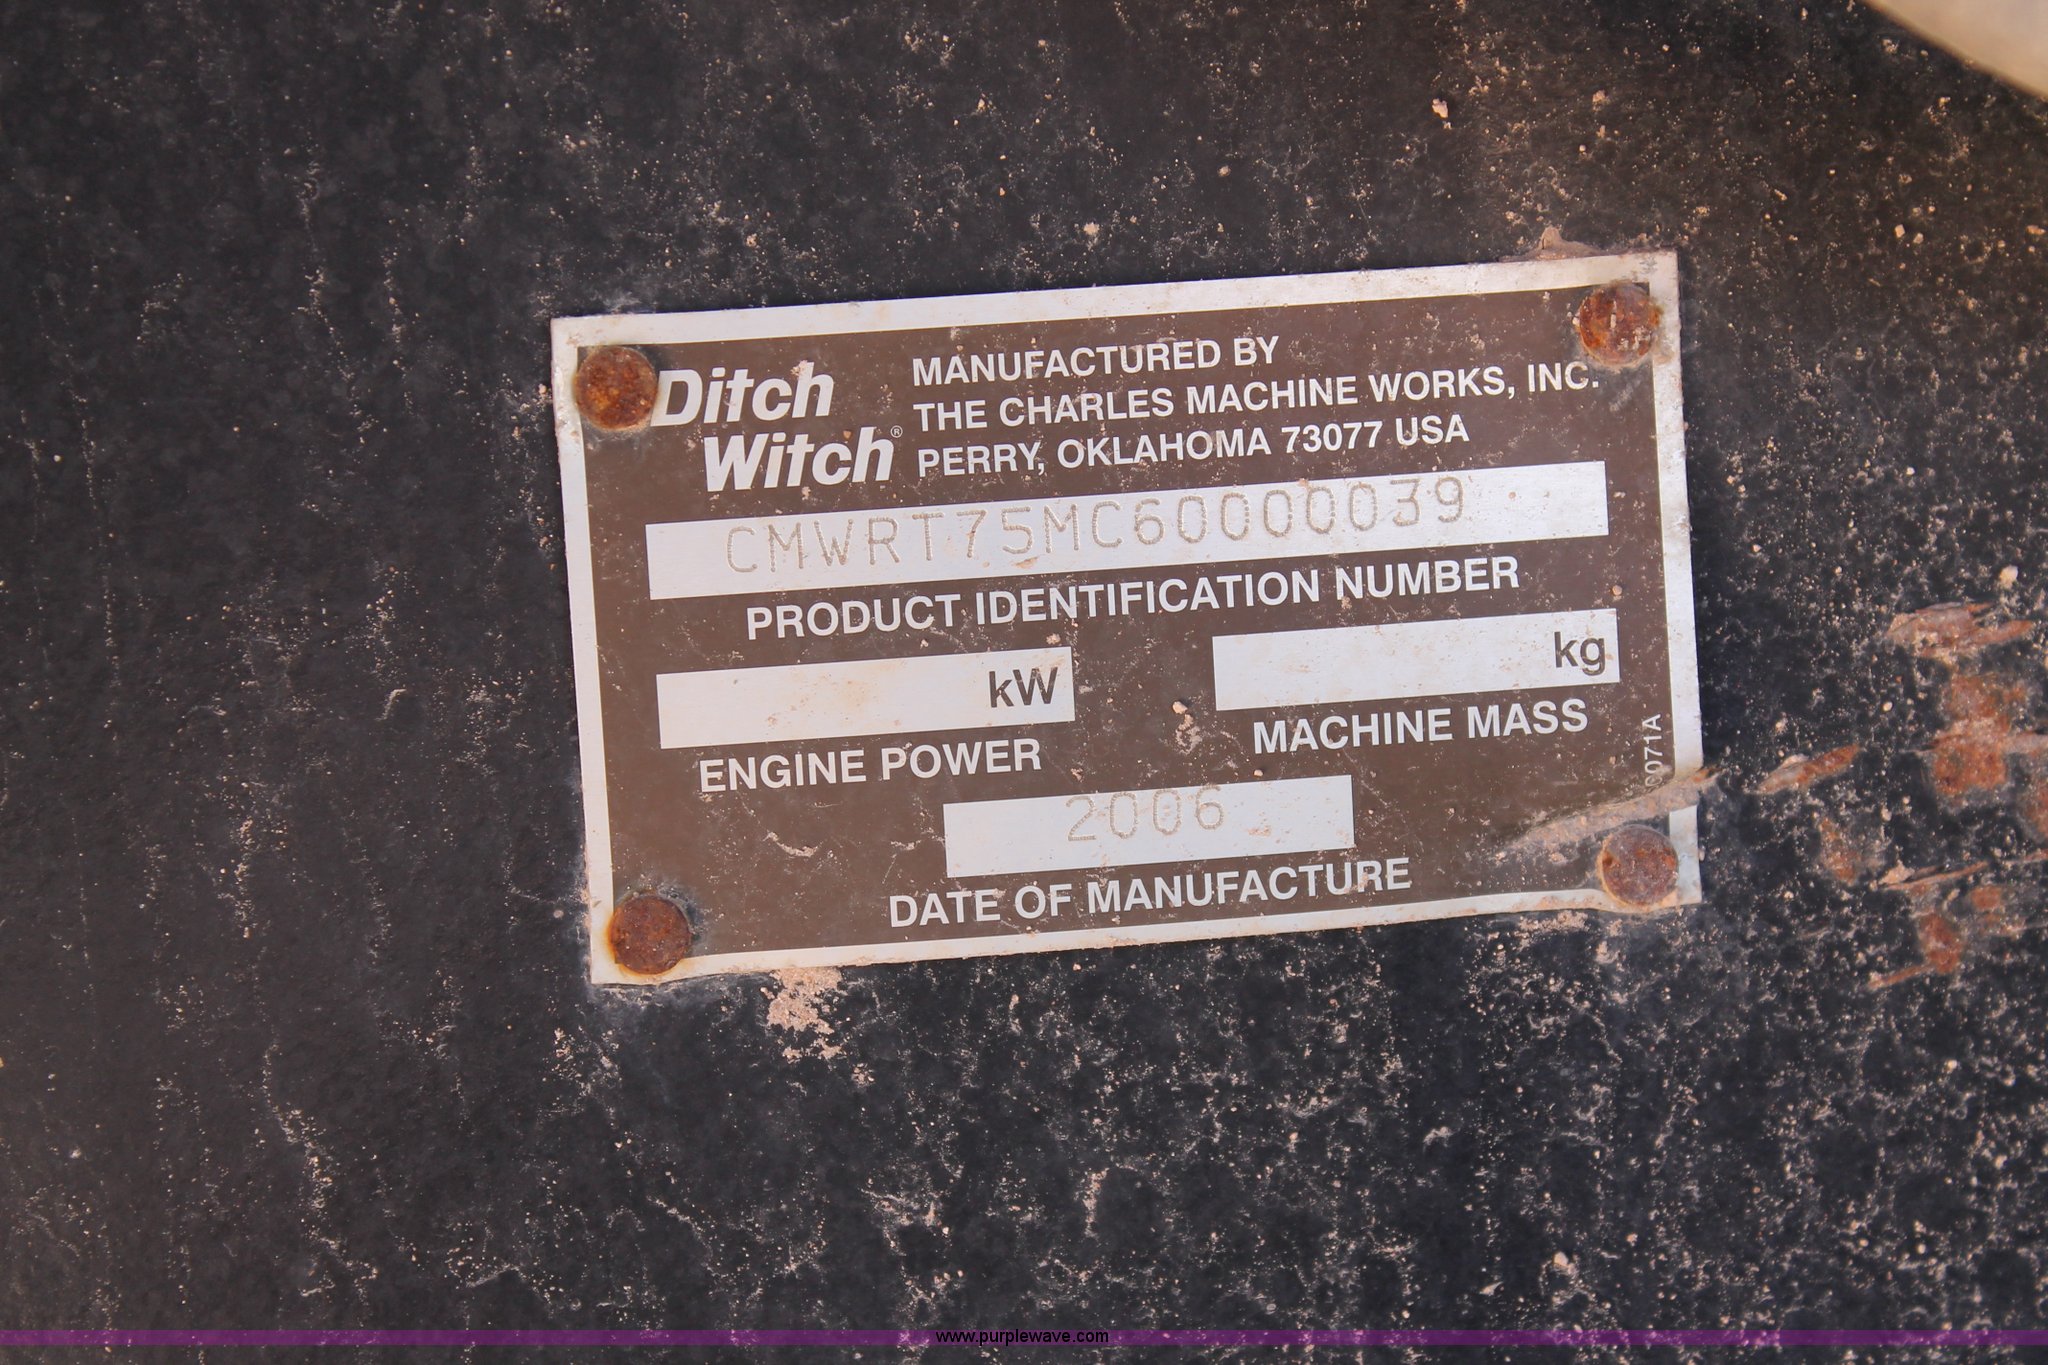 Ditch
Witch®
MANUFACTURED BY
THE CHARLES MACHINE WORKS, INC.
PERRY, OKLAHOMA 73077 USA
CMWRT75MC60000039
PRODUCT IDENTIFICATION NUMBER
kW
ENGINE POWER
kg
MACHINE MASS
2006
DATE OF MANUFACTURE
www.purplewave.com